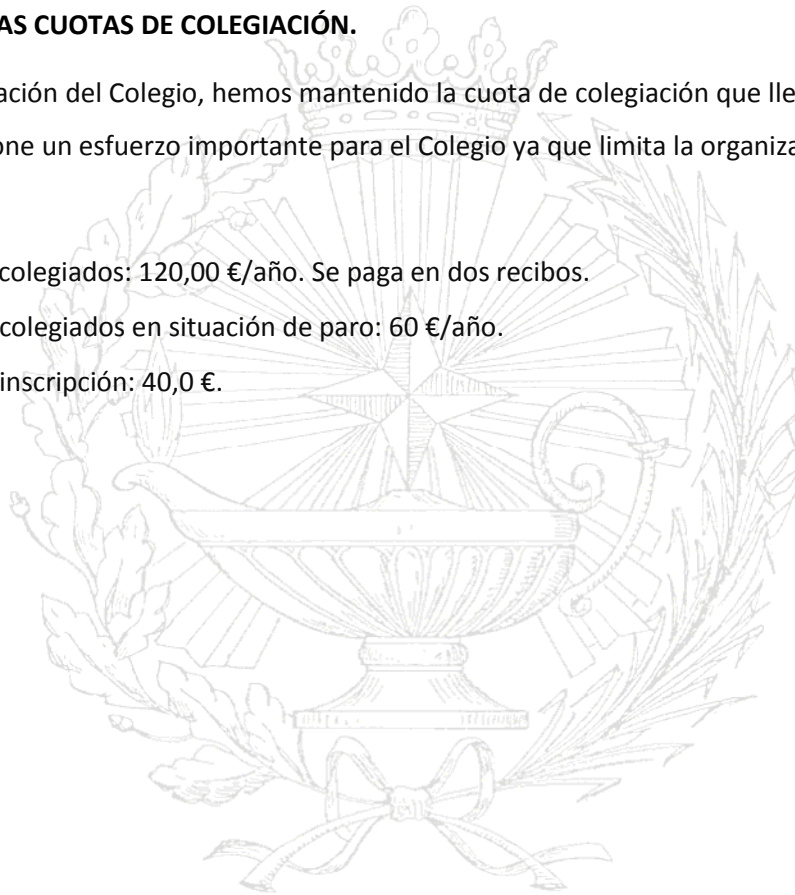 AS CUOTAS DE COLEGIACIÓN.
ación del Colegio, hemos mantenido la cuota de colegiación que lle
one un esfuerzo importante para el Colegio ya que limita la organiza
colegiados: 120,00 €/año. Se paga en dos recibos.
colegiados en situación de paro: 60 €/año.
inscripción: 40,0 €.